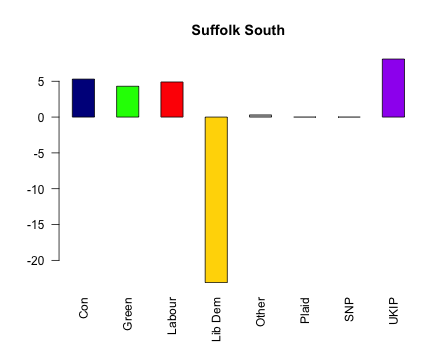 Suffolk South
5
0
-5
-10
-15
-20
Con
Green
Labour
Lib Dem
Other
Plaid
SNP
UKIP